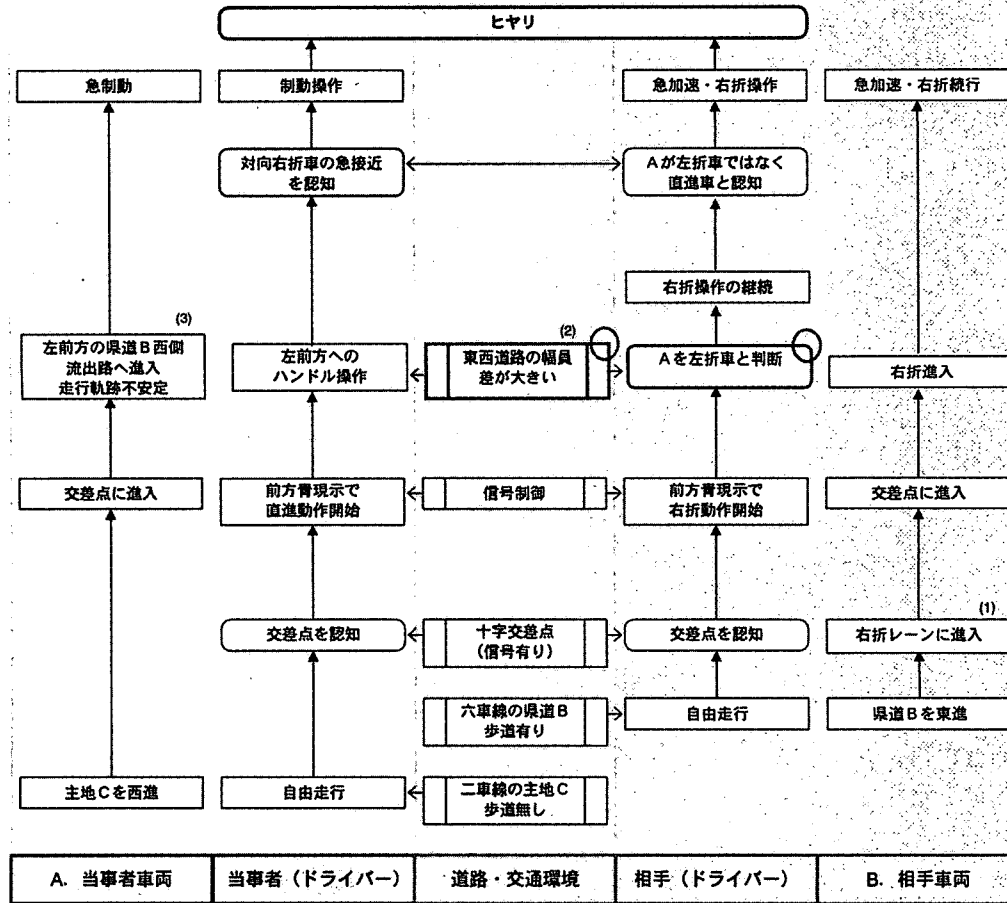 ヒヤリ
急制動
制動操作
急加速・右折操作
急加速・右折続行
対向右折車の急接近
を認知
Aが左折車ではなく
直進車と認知
右折操作の継続
(3)
左前方の県道B西側
流出路へ進入
走行軌跡不安定
左前方への
ハンドル操作
(2)
東西道路の幅員
差が大きい
Aを左折車と判断
右折進入
交差点に進入
前方青現示で
直進動作開始
信号制御
前方青現示で
右折動作開始
交差点に進入
交差点を認知
十字交差点
(信号有り)
交差点を認知
(1)
右折レーンに進入
六車線の県道B
歩道有り
自由走行
県道Bを東進
主地Cを西進
自由走行
二車線の主地C
歩道無し
A. 当事者車両
当事者(ドライバー)
道路・交通環境
相手(ドライバー)
B. 相手車両